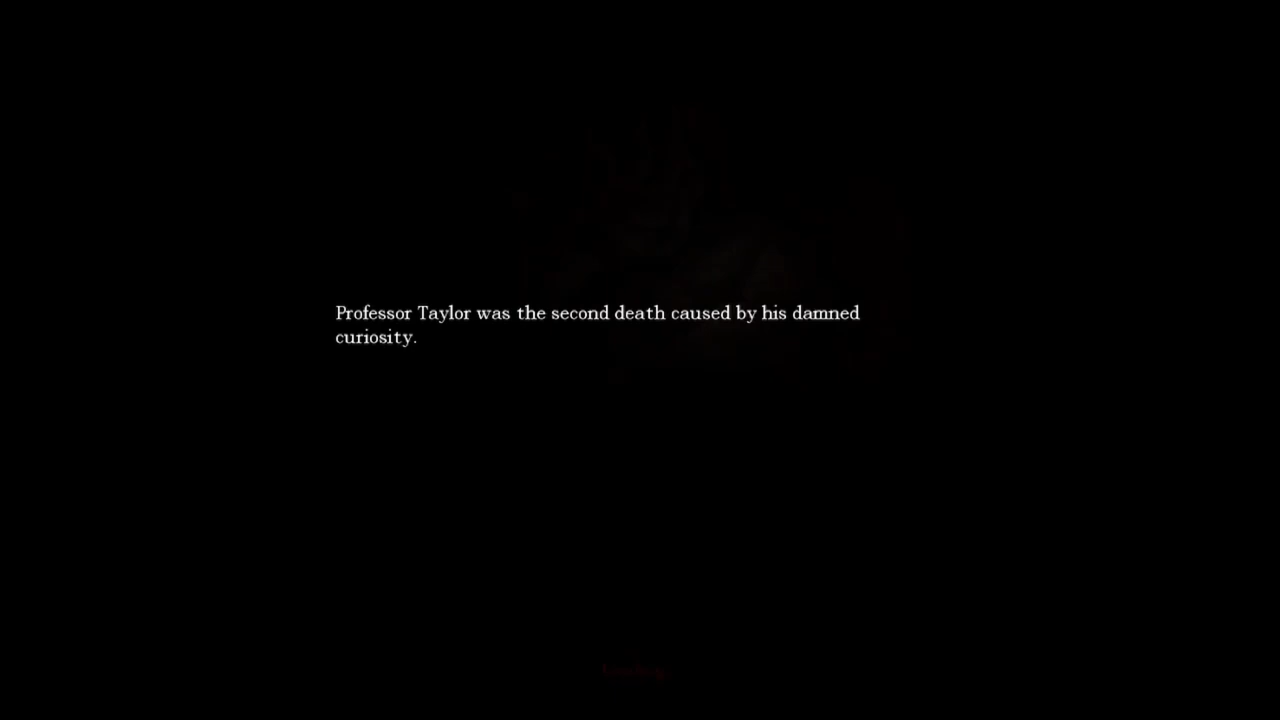 Professor Taylor was the second death caused by his damned
curiosity.